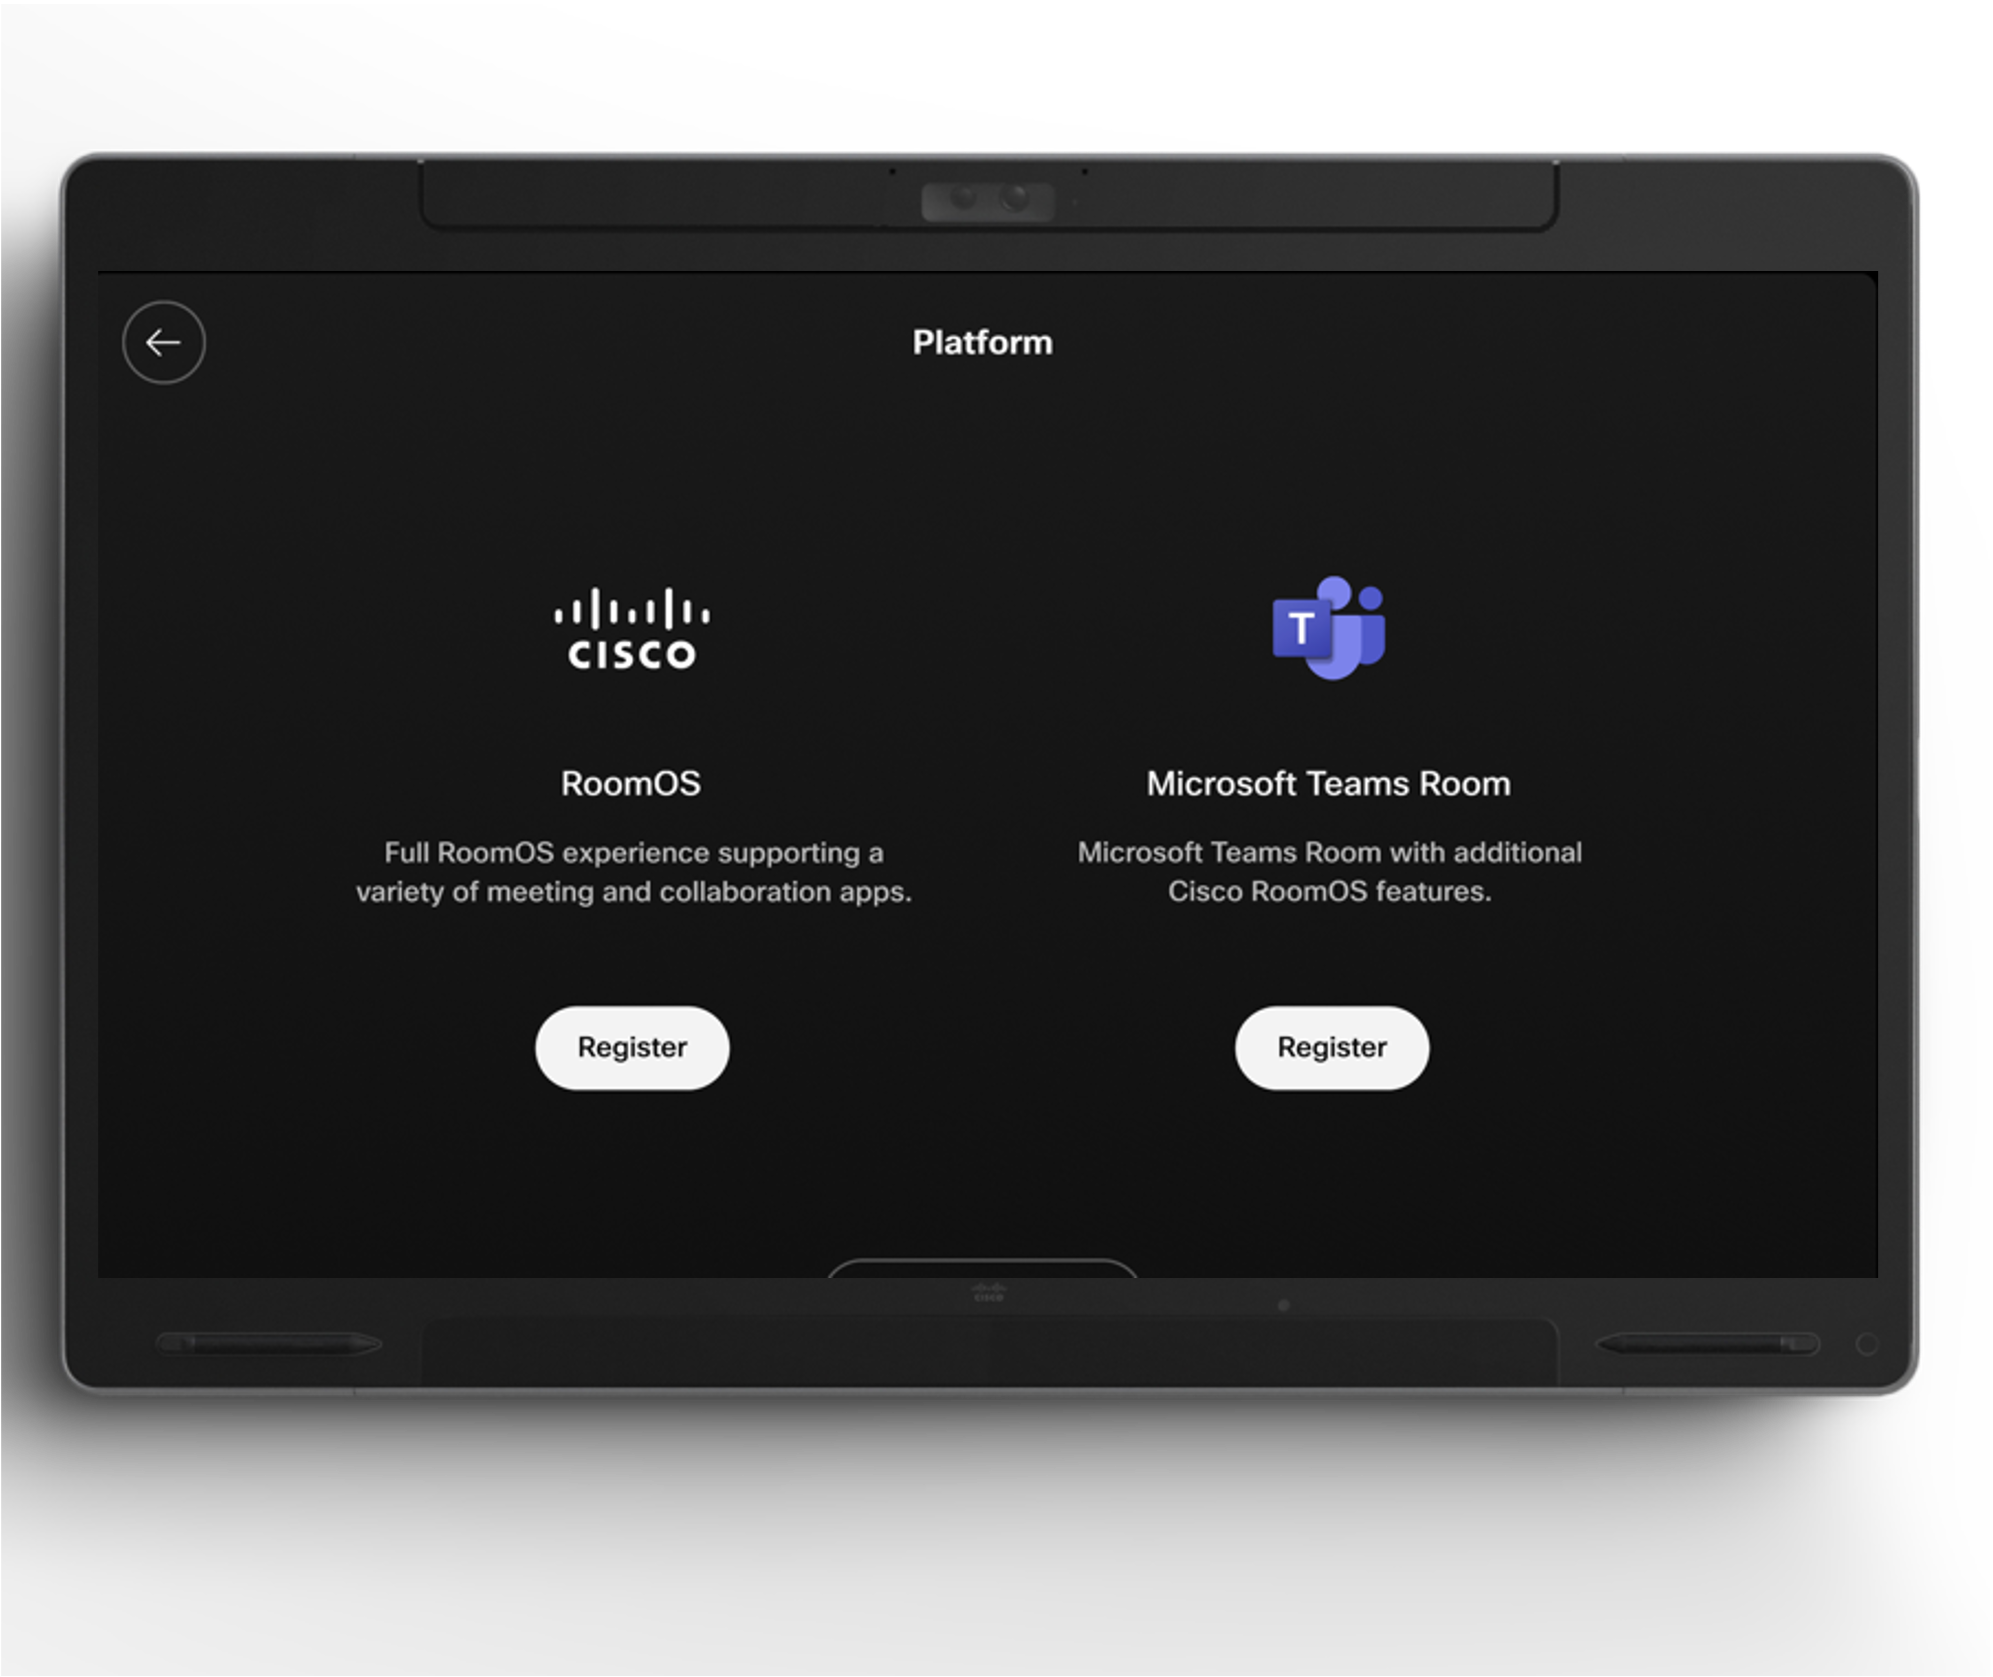 Platform
CISCO
T
RoomOS
Microsoft Teams Room
Full RoomOS experience supporting a
variety of meeting and collaboration apps.
Microsoft Teams Room with additional
Cisco RoomOS features.
Register
Register
CISCO